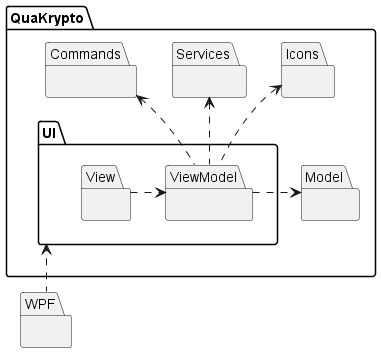 QuaKrypto
Commands
Services
Icons
UI
View
ViewModel
Model
WPF